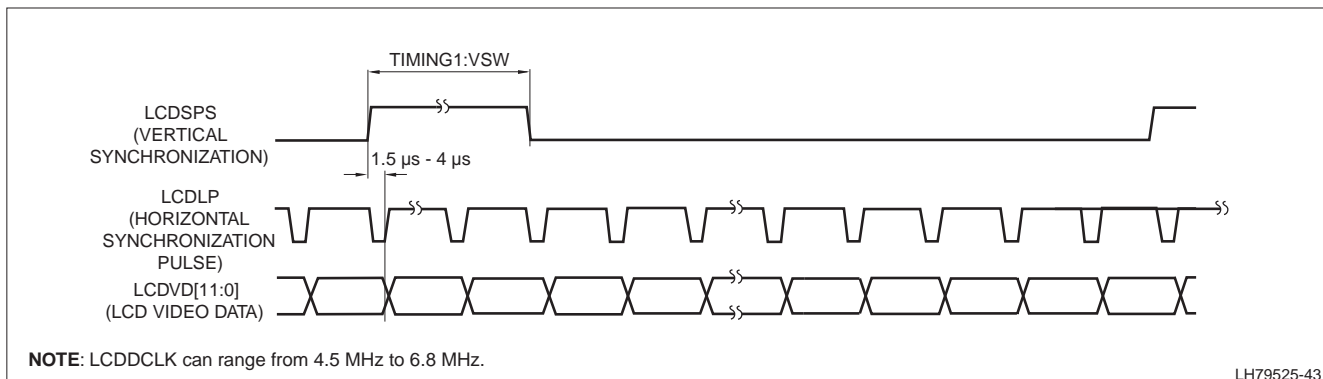 TIMING1:VSW
LCDSPS
(VERTICAL
SYNCHRONIZATION)
1.5 µs - 4 µs
LCDLP
(HORIZONTAL
SYNCHRONIZATION
PULSE)
LCDVD[11:0]
(LCD VIDEO DATA)
NOTE: LCDDCLK can range from 4.5 MHz to 6.8 MHz.
LH79525-43